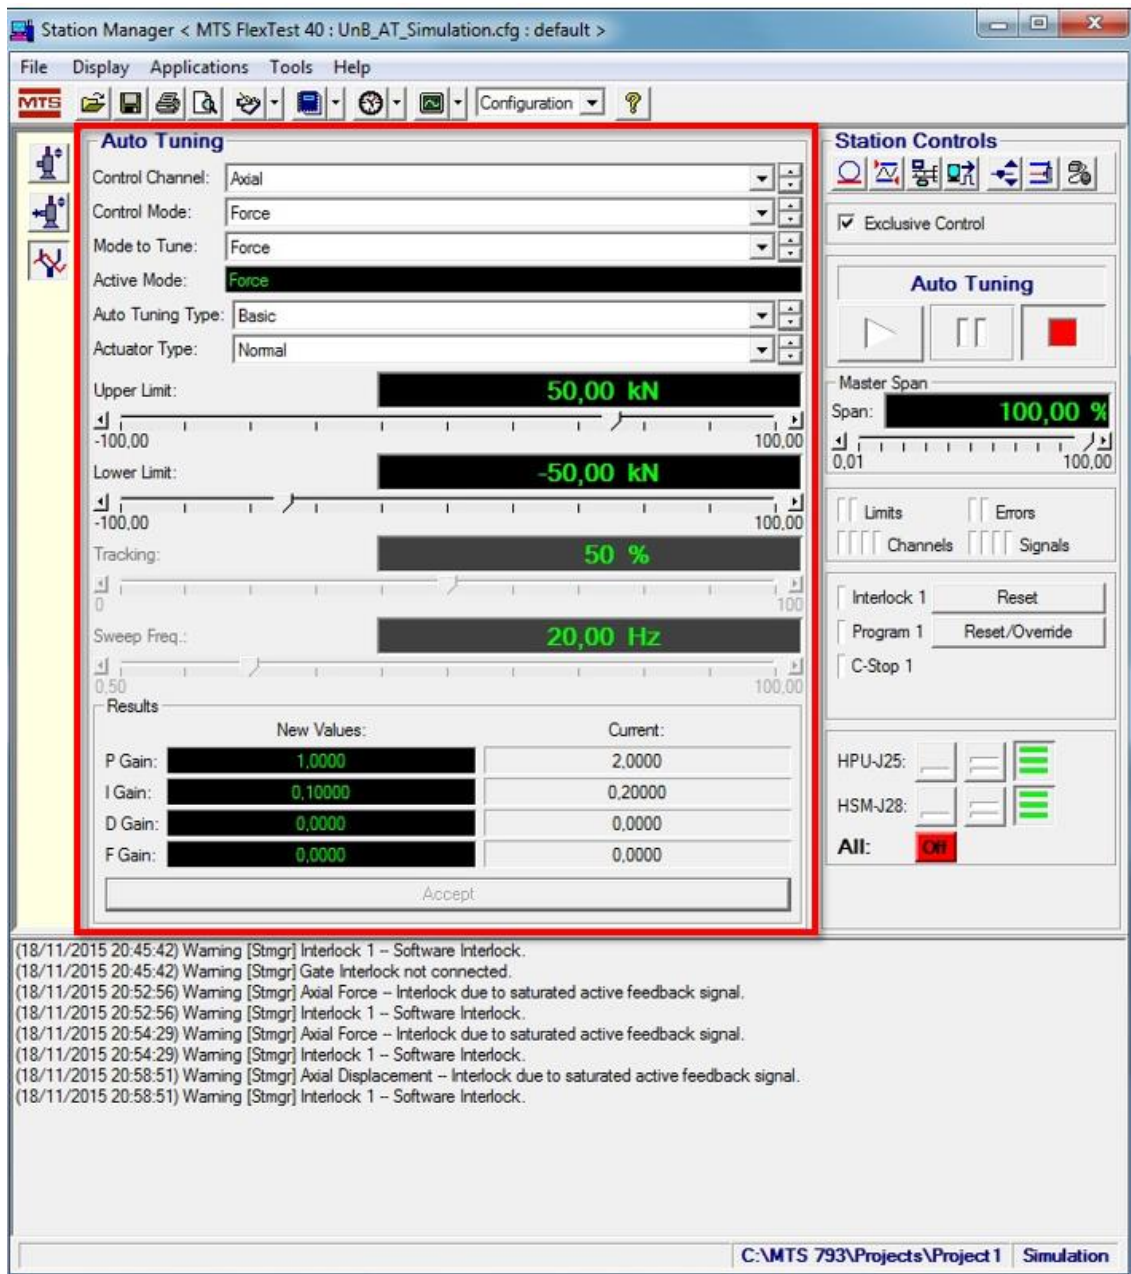 Station Manager < MTS FlexTest 40 : UnB_AT_Simulation.cfg : default >
File Display Applications Tools Help
MTS Configuration
Auto Tuning
Control Channel: Axial
Control Mode: Force
Mode to Tune: Force
Active Mode: Force
Auto Tuning Type: Basic
Actuator Type: Normal
Upper Limit: 50,00 kN
-100,00 100,00
Lower Limit: -50,00 kN
-100,00 100,00
Tracking: 50 %
0 100
Sweep Freq.: 20,00 Hz
0,50 100,00
Results
New Values: Current:
P Gain: 1,0000 2,0000
I Gain: 0,10000 0,20000
D Gain: 0,0000 0,0000
F Gain: 0,0000 0,0000
Accept
Station Controls
Exclusive Control
Auto Tuning
Master Span
Span: 100,00 %
0,01 100,00
Limits Errors
Channels Signals
Interlock 1 Reset
Program 1 Reset/Override
C-Stop 1
HPU-J25:
HSM-J28:
All: Off
(18/11/2015 20:45:42) Warning [Stmgr] Interlock 1 -- Software Interlock.
(18/11/2015 20:45:42) Warning [Stmgr] Gate Interlock not connected.
(18/11/2015 20:52:56) Warning [Stmgr] Axial Force -- Interlock due to saturated active feedback signal.
(18/11/2015 20:52:56) Warning [Stmgr] Interlock 1 -- Software Interlock.
(18/11/2015 20:54:29) Warning [Stmgr] Axial Force -- Interlock due to saturated active feedback signal.
(18/11/2015 20:54:29) Warning [Stmgr] Interlock 1 -- Software Interlock.
(18/11/2015 20:58:51) Warning [Stmgr] Axial Displacement -- Interlock due to saturated active feedback signal.
(18/11/2015 20:58:51) Warning [Stmgr] Interlock 1 -- Software Interlock.
C:\MTS 793\Projects\Project1 Simulation